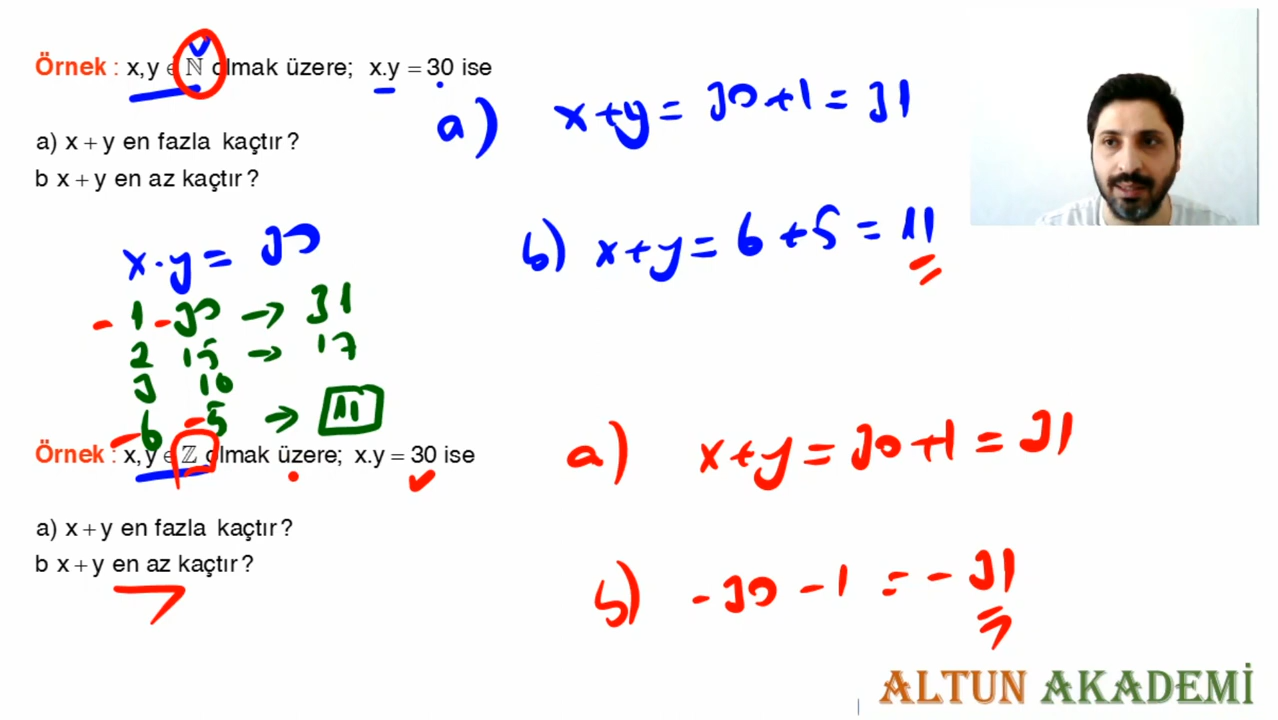 Örnek : x,y ∈ ℕ olmak üzere; x.y = 30 ise
a) x + y en fazla kaçtır ?
b x + y en az kaçtır ?
a) x+y = 30+1 = 31
b) x+y = 6+5 = 11
x.y = 30
- 1 -30 → 31
2 15 → 17
3 10
- 6 -5 → 11
Örnek : x,y ∈ ℤ olmak üzere; x.y = 30 ise
a) x + y en fazla kaçtır ?
b x + y en az kaçtır ?
a) x+y = 30+1 = 31
b) -30 -1 = -31
ALTUN AKADEMİ